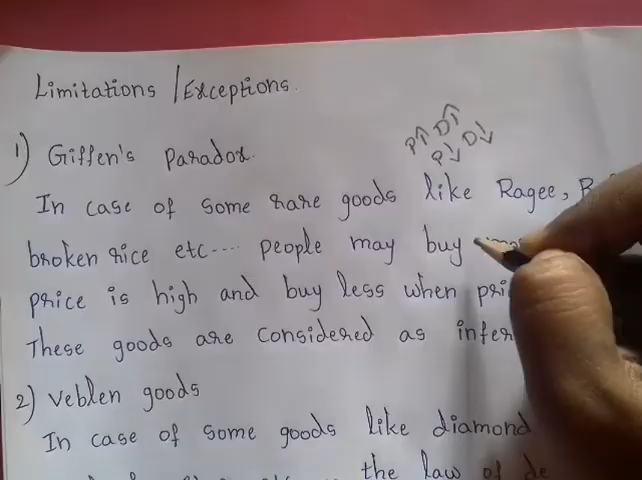 Limitations / Exceptions.
P↑ D↑
P↓ D↓
1) Giffen's Paradox.
In case of some rare goods like Ragee,
broken rice etc.... people may buy
price is high and buy less when
These goods are considered as
2) Veblen goods
In case of some goods like diamond
the law of